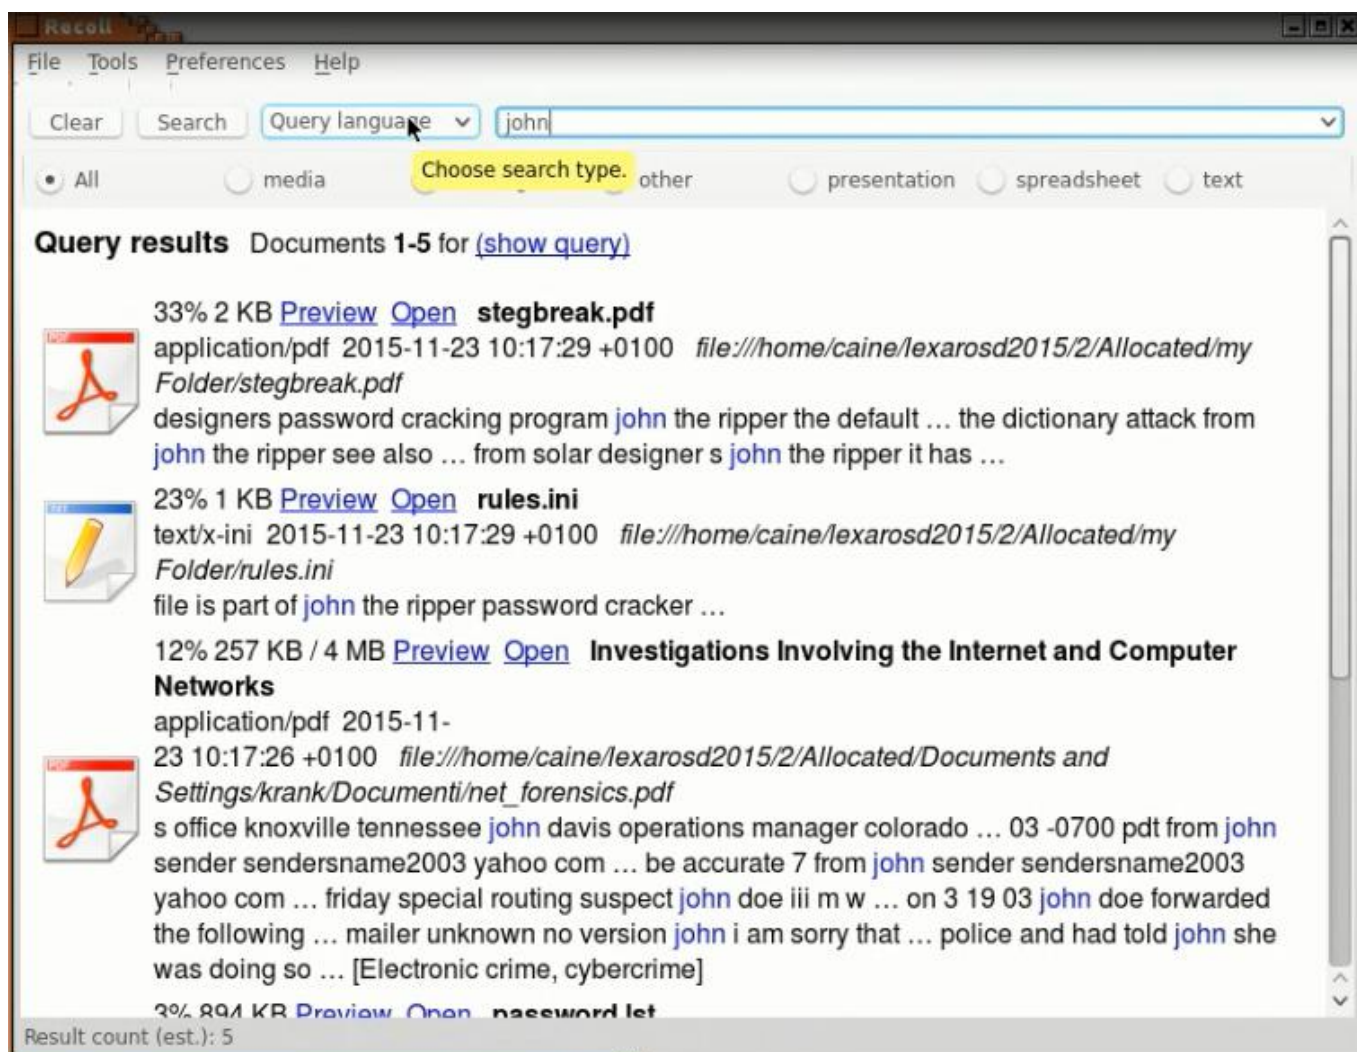 Recoll
File Tools Preferences Help
Clear Search Query language john
Choose search type.
All media other presentation spreadsheet text
Query results Documents 1-5 for (show query)
33% 2 KB Preview Open stegbreak.pdf
application/pdf 2015-11-23 10:17:29 +0100 file:///home/caine/lexarosd2015/2/Allocated/my
Folder/stegbreak.pdf
designers password cracking program john the ripper the default … the dictionary attack from
john the ripper see also … from solar designer s john the ripper it has …
23% 1 KB Preview Open rules.ini
text/x-ini 2015-11-23 10:17:29 +0100 file:///home/caine/lexarosd2015/2/Allocated/my
Folder/rules.ini
file is part of john the ripper password cracker …
12% 257 KB / 4 MB Preview Open Investigations Involving the Internet and Computer
Networks
application/pdf 2015-11-
23 10:17:26 +0100 file:///home/caine/lexarosd2015/2/Allocated/Documents and
Settings/krank/Documenti/net_forensics.pdf
s office knoxville tennessee john davis operations manager colorado … 03 -0700 pdt from john
sender sendersname2003 yahoo com … be accurate 7 from john sender sendersname2003
yahoo com … friday special routing suspect john doe iii m w … on 3 19 03 john doe forwarded
the following … mailer unknown no version john i am sorry that … police and had told john she
was doing so … [Electronic crime, cybercrime]
3% 894 KB Preview Open password.lst
Result count (est.): 5